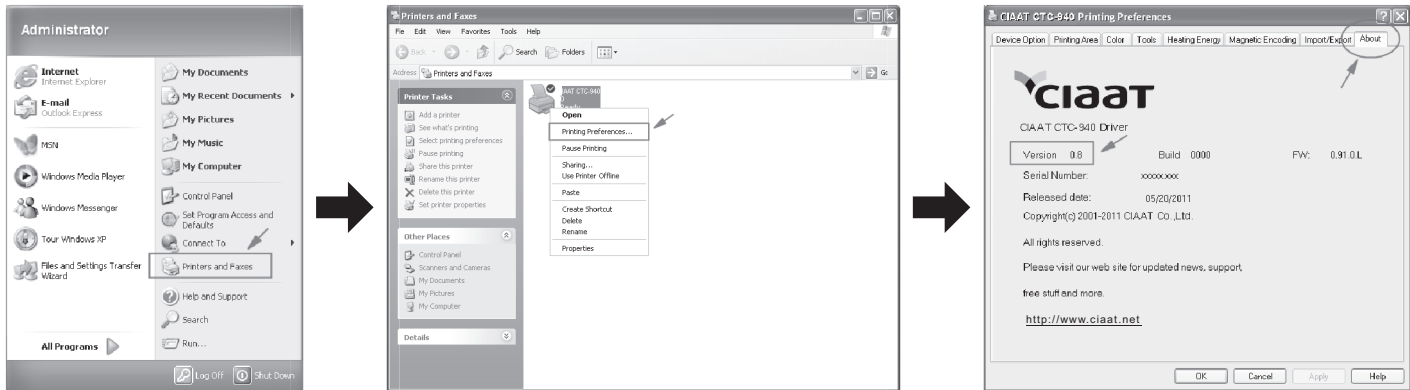 Administrator
Internet
Internet Explorer
E-mail
Outlook Express
MSN
Windows Media Player
Windows Messenger
Tour Windows XP
Files and Settings Transfer
Wizard
All Programs
My Documents
My Recent Documents
My Pictures
My Music
My Computer
Control Panel
Set Program Access and
Defaults
Connect To
Printers and Faxes
Help and Support
Search
Run...
Log Off
Shut Down
Printers and Faxes
File Edit View Favorites Tools Help
Back Search Folders
Address Printers and Faxes Go
Printer Tasks
Add a printer
See what's printing
Select printing preferences
Pause printing
Share this printer
Rename this printer
Delete this printer
Set printer properties
Other Places
Control Panel
Scanners and Cameras
My Documents
My Pictures
My Computer
Details
CIAAT CTC-940
0
Ready
Open
Printing Preferences...
Pause Printing
Sharing...
Use Printer Offline
Paste
Create Shortcut
Delete
Rename
Properties
CIAAT CTC-940 Printing Preferences
Device Option Printing Area Color Tools Heating Energy Magnetic Encoding Import/Export About
CIAAT
CIAAT CTC-940 Driver
Version 0.8 Build 0000 FW: 0.91.0.L
Serial Number: xxxxx.xxx
Released date: 05/20/2011
Copyright(c) 2001-2011 CIAAT Co.,Ltd.
All rights reserved.
Please visit our web site for updated news, support,
free stuff and more.
http://www.ciaat.net
OK Cancel Apply Help